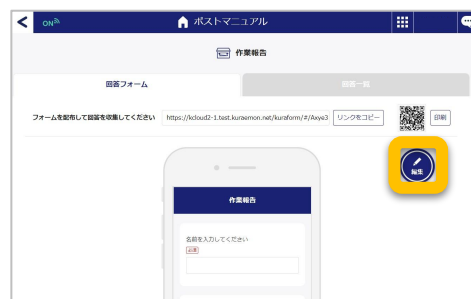 ON
ポストマニュアル
作業報告
回答フォーム
回答一覧
フォームを配布して回答を収集してください
https://kcloud2-1.test.kuraemon.net/kuraform/#/Axye3
リンクをコピー
印刷
編集
作業報告
名前を入力してください
必須